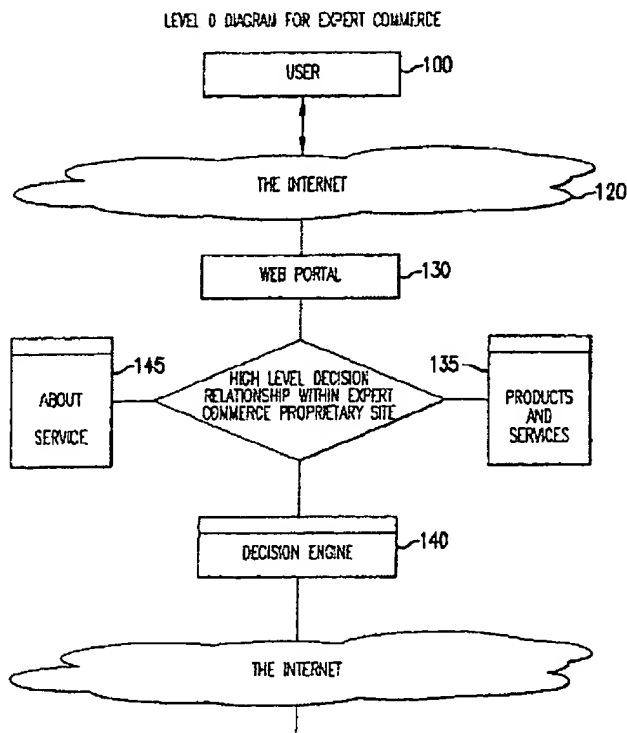 LEVEL 0 DIAGRAM FOR EXPERT COMMERCE
USER
100
THE INTERNET
120
WEB PORTAL
130
145
ABOUT
SERVICE
HIGH LEVEL DECISION
RELATIONSHIP WITHIN EXPERT
COMMERCE PROPRIETARY SITE
135
PRODUCTS
AND
SERVICES
DECISION ENGINE
140
THE INTERNET